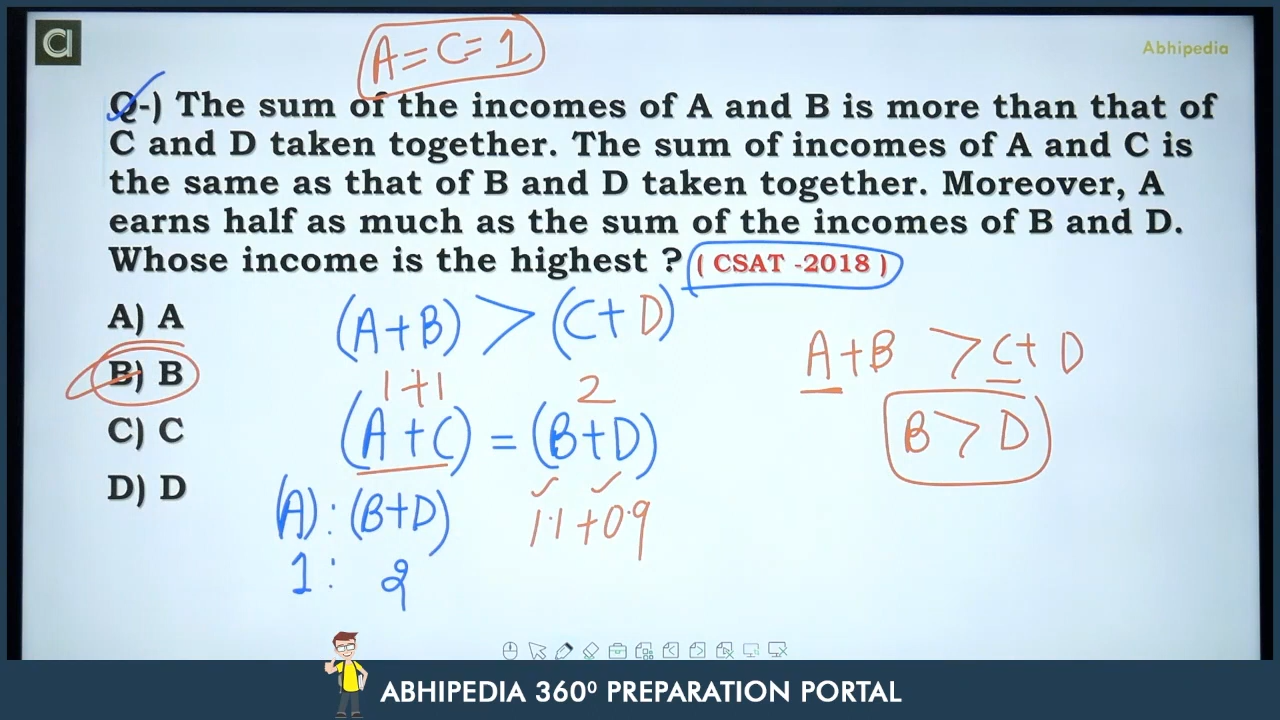 A = C = 1
Abhipedia
Q-) The sum of the incomes of A and B is more than that of
C and D taken together. The sum of incomes of A and C is
the same as that of B and D taken together. Moreover, A
earns half as much as the sum of the incomes of B and D.
Whose income is the highest ? ( CSAT -2018 )
A) A
B) B
C) C
D) D
(A+B) > (C+D)
1+1 2
(A+C) = (B+D)
(A) : (B+D) 1.1+0.9
1 : 2
A+B > C+D
B > D
ABHIPEDIA 360⁰ PREPARATION PORTAL